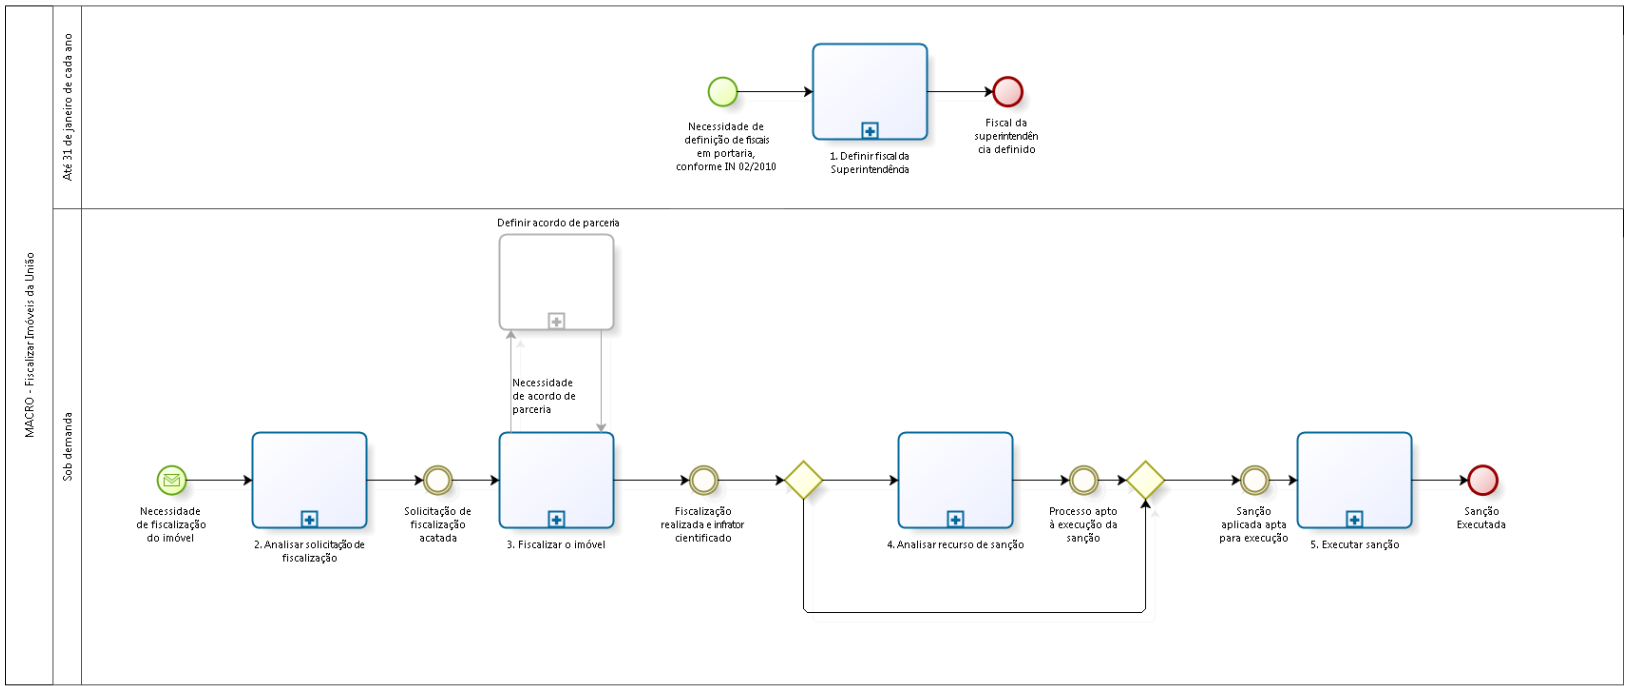 MACRO - Fiscalizar Imóveis da União
Até 31 de janeiro de cada ano
Necessidade de
definição de fiscais
em portaria,
conforme IN 02/2010
1. Definir fiscal da
Superintendência
Fiscal da
superintendên
cia definido
Sob demanda
Definir acordo de parceria
Necessidade
de acordo de
parceria
Necessidade
de fiscalização
do imóvel
2. Analisar solicitação de
fiscalização
Solicitação de
fiscalização
acatada
3. Fiscalizar o imóvel
Fiscalização
realizada e infrator
cientificado
4. Analisar recurso de sanção
Processo apto
à execução da
sanção
Sanção
aplicada apta
para execução
5. Executar sanção
Sanção
Executada